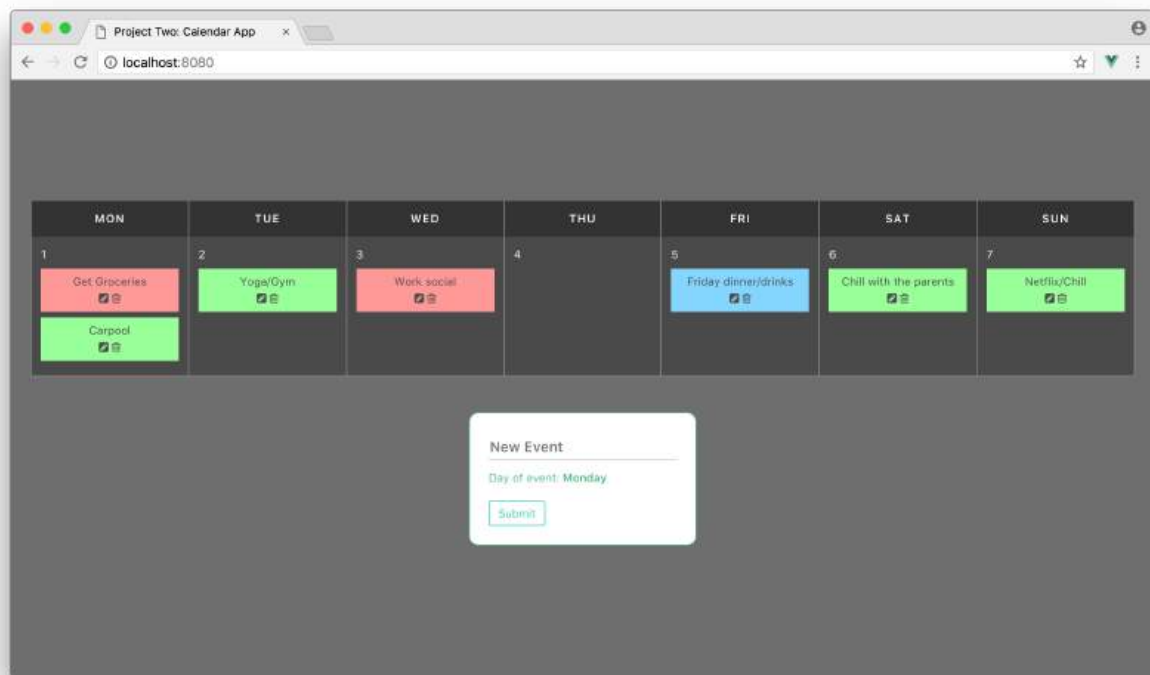 Project Two: Calendar App
localhost:8080
MON TUE WED THU FRI SAT SUN
1 2 3 4 5 6 7
Get Groceries Yoga/Gym Work social Friday dinner/drinks Chill with the parents Netflix/Chill
Carpool
New Event
Day of event: Monday
Submit